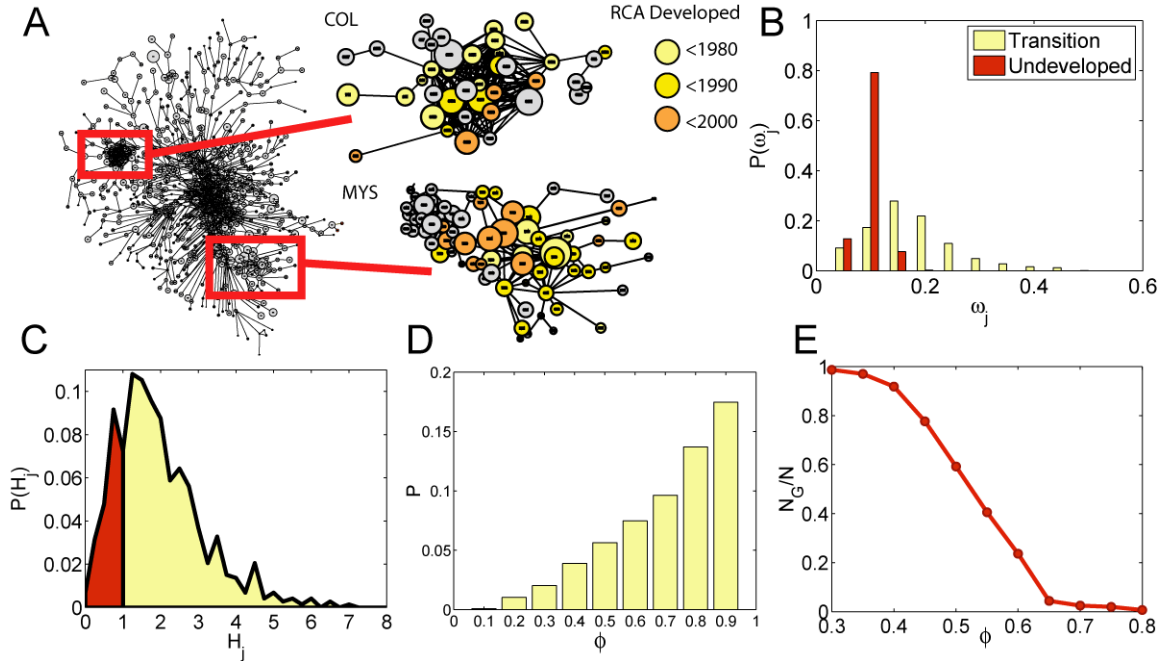 A
COL
RCA Developed
<1980
<1990
<2000
MYS
B
Transition
Undeveloped
P(ω_j)
1
0.8
0.6
0.4
0.2
0
0 0.2 0.4 0.6
ω_j
C
P(H_j)
0.1
0.08
0.06
0.04
0.02
0
0 1 2 3 4 5 6 7 8
H_j
D
P
0.2
0.15
0.10
0.05
0
0 0.1 0.2 0.3 0.4 0.5 0.6 0.7 0.8 0.9 1
ϕ
E
N_G/N
1
0.8
0.6
0.4
0.2
0
0.3 0.4 0.5 0.6 0.7 0.8
ϕ